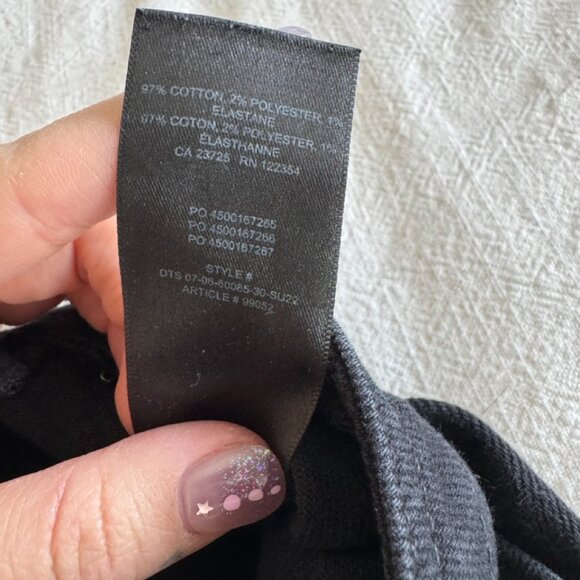 97% COTTON, 2% POLYESTER, 1%
ELASTANE
97% COTON, 2% POLYESTER, 1%
ÉLASTHANNE
CA 23725 RN 122354
PO 4500167265
PO 4500167266
PO 4500167267
STYLE #
DTS 07-06-60085-30-SU22
ARTICLE # 99052